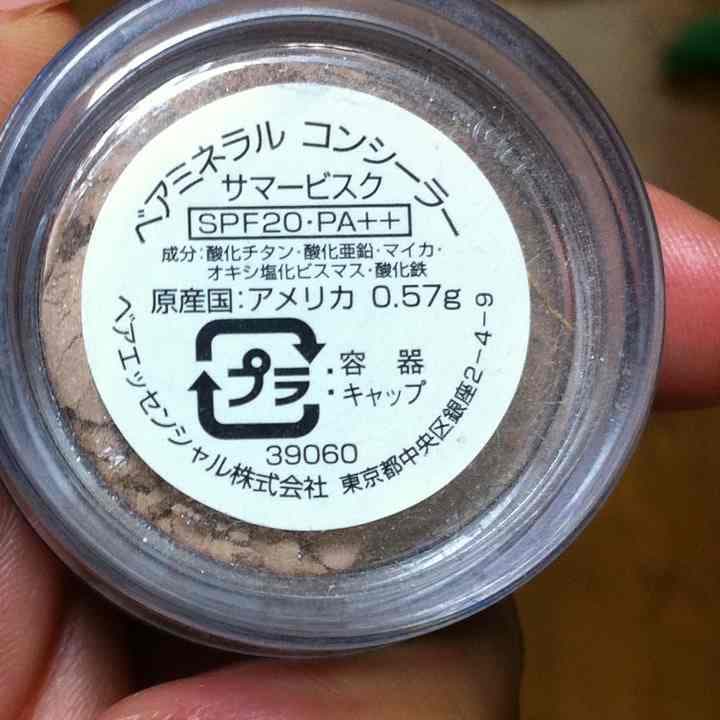 ベアミネラル コンシーラー
サマービスク
SPF20・PA++
成分：酸化チタン・酸化亜鉛・マイカ・
オキシ塩化ビスマス・酸化鉄
原産国：アメリカ 0.57g
プラ
・容 器
・キャップ
39060
ベアエッセンシャル株式会社 東京都中央区銀座2-4-9